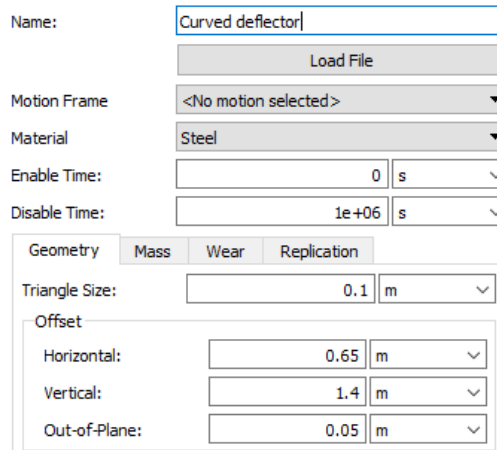 Name: Curved deflector
Load File
Motion Frame <No motion selected>
Material Steel
Enable Time: 0 s
Disable Time: 1e+06 s
Geometry Mass Wear Replication
Triangle Size: 0.1 m
Offset
Horizontal: 0.65 m
Vertical: 1.4 m
Out-of-Plane: 0.05 m